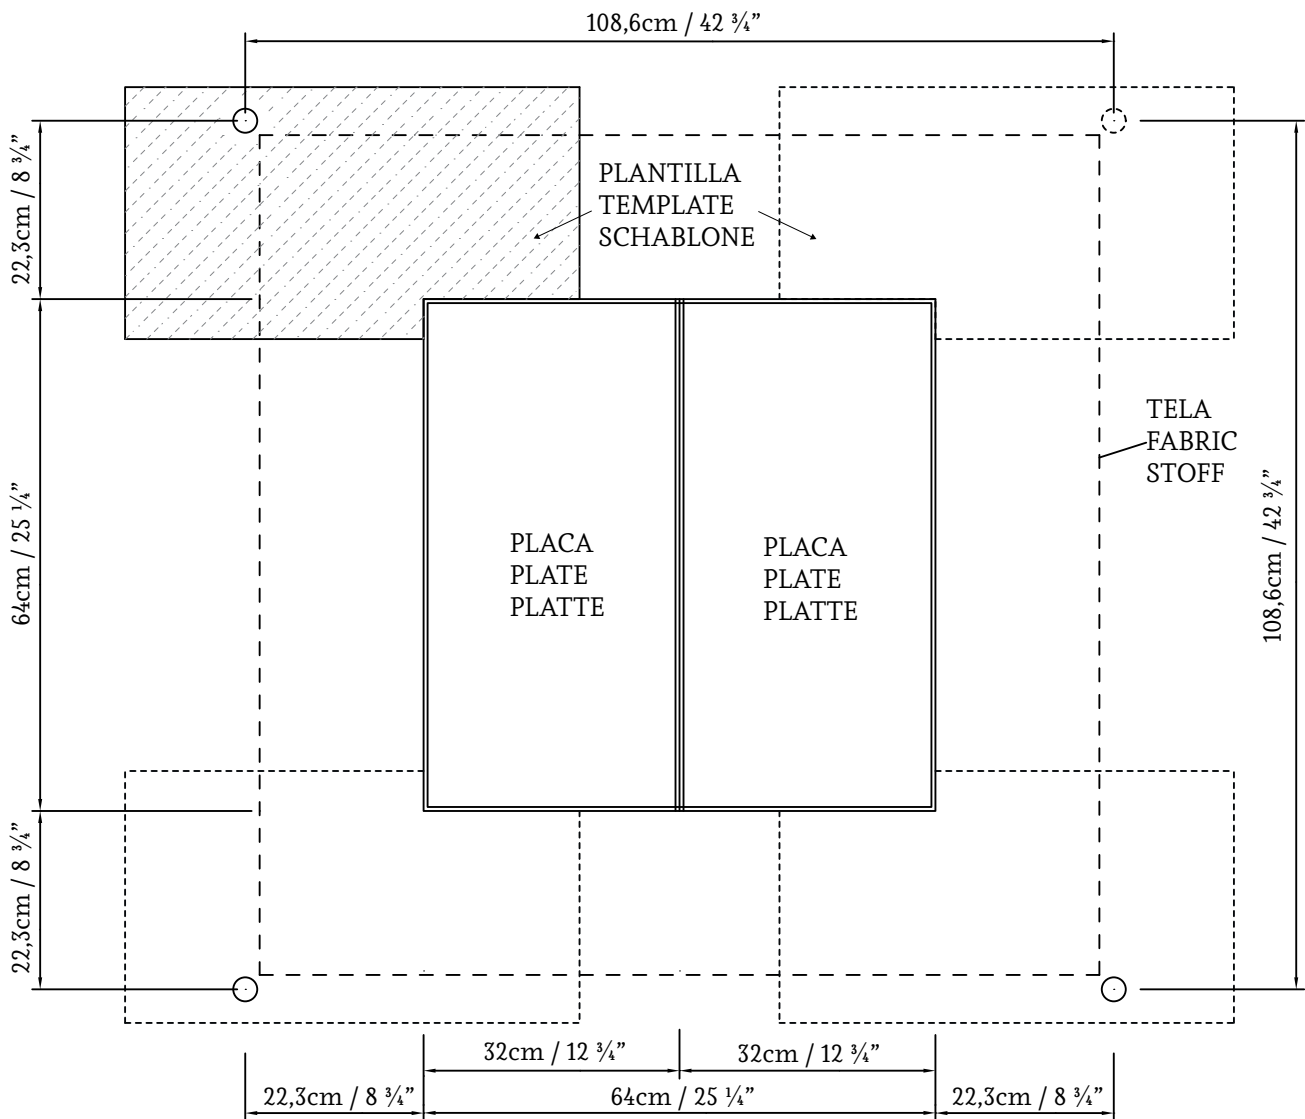 108,6cm / 42 ¾”
22,3cm / 8 ¾”
PLANTILLA
TEMPLATE
SCHABLONE
TELA
FABRIC
STOFF
64cm / 25 ¼”
108,6cm / 42 ¾”
PLACA
PLATE
PLATTE
PLACA
PLATE
PLATTE
22,3cm / 8 ¾”
32cm / 12 ¾”
32cm / 12 ¾”
22,3cm / 8 ¾”
64cm / 25 ¼”
22,3cm / 8 ¾”